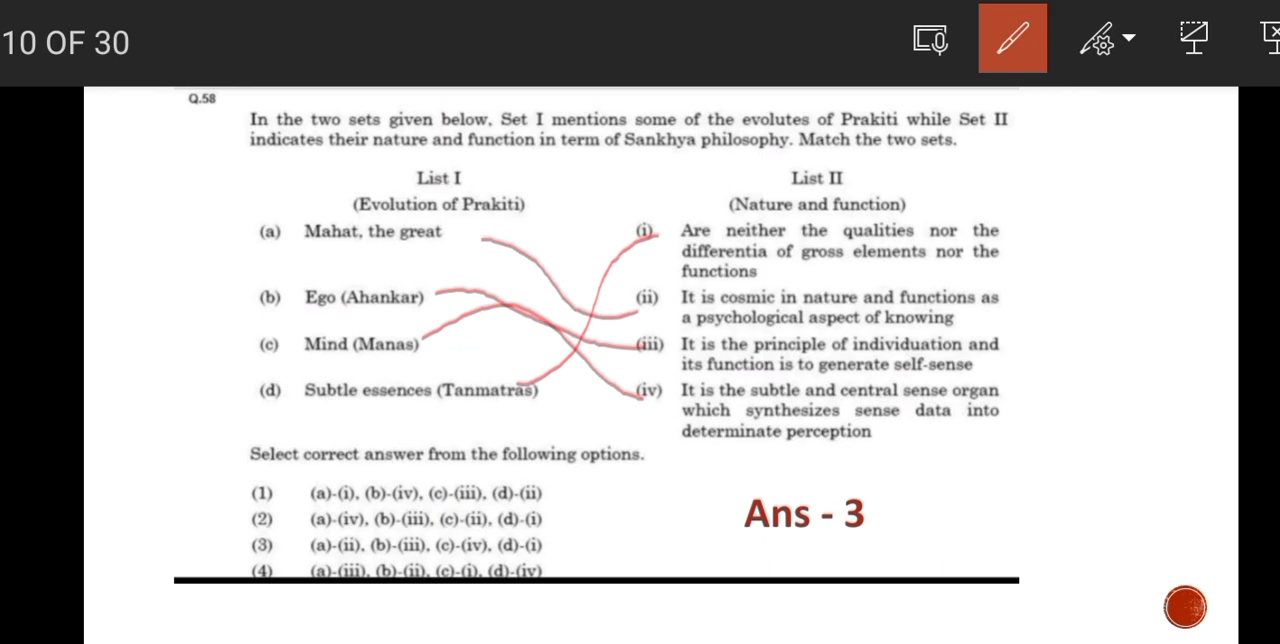 10 OF 30
Q.58
In the two sets given below, Set I mentions some of the evolutes of Prakiti while Set II
indicates their nature and function in term of Sankhya philosophy. Match the two sets.
List I
(Evolution of Prakiti)
(a) Mahat, the great
(b) Ego (Ahankar)
(c) Mind (Manas)
(d) Subtle essences (Tanmatras)
List II
(Nature and function)
(i) Are neither the qualities nor the
differentia of gross elements nor the
functions
(ii) It is cosmic in nature and functions as
a psychological aspect of knowing
(iii) It is the principle of individuation and
its function is to generate self-sense
(iv) It is the subtle and central sense organ
which synthesizes sense data into
determinate perception
Select correct answer from the following options.
(1) (a)-(i), (b)-(iv), (c)-(iii), (d)-(ii)
(2) (a)-(iv), (b)-(iii), (c)-(ii), (d)-(i)
(3) (a)-(ii), (b)-(iii), (c)-(iv), (d)-(i)
(4) (a)-(iii), (b)-(ii), (c)-(i), (d)-(iv)
Ans - 3